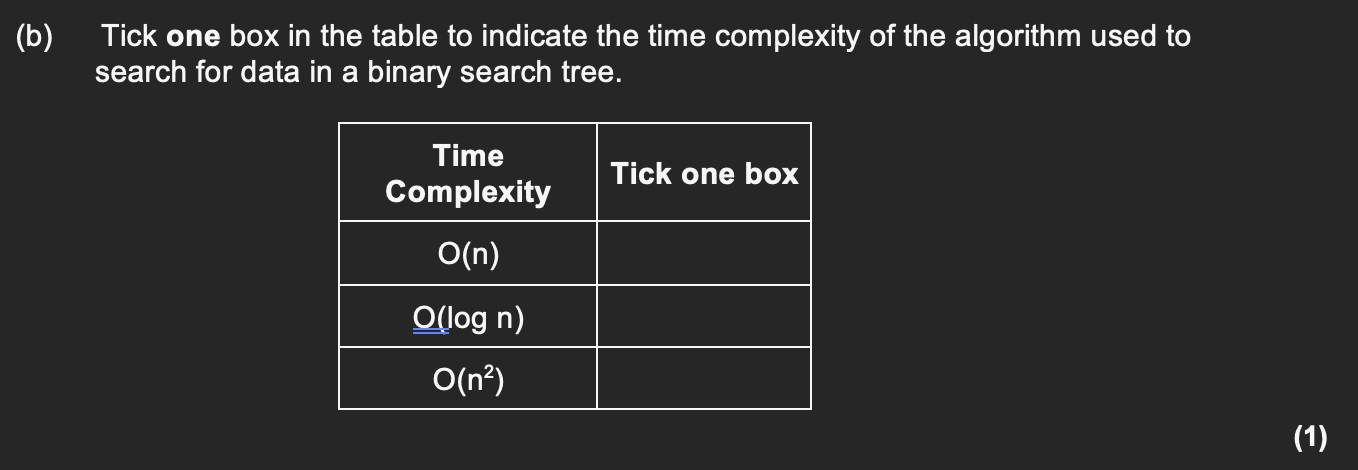 (b) Tick one box in the table to indicate the time complexity of the algorithm used to
search for data in a binary search tree.
Time
Complexity
Tick one box
O(n)
O(log n)
O(n²)
(1)